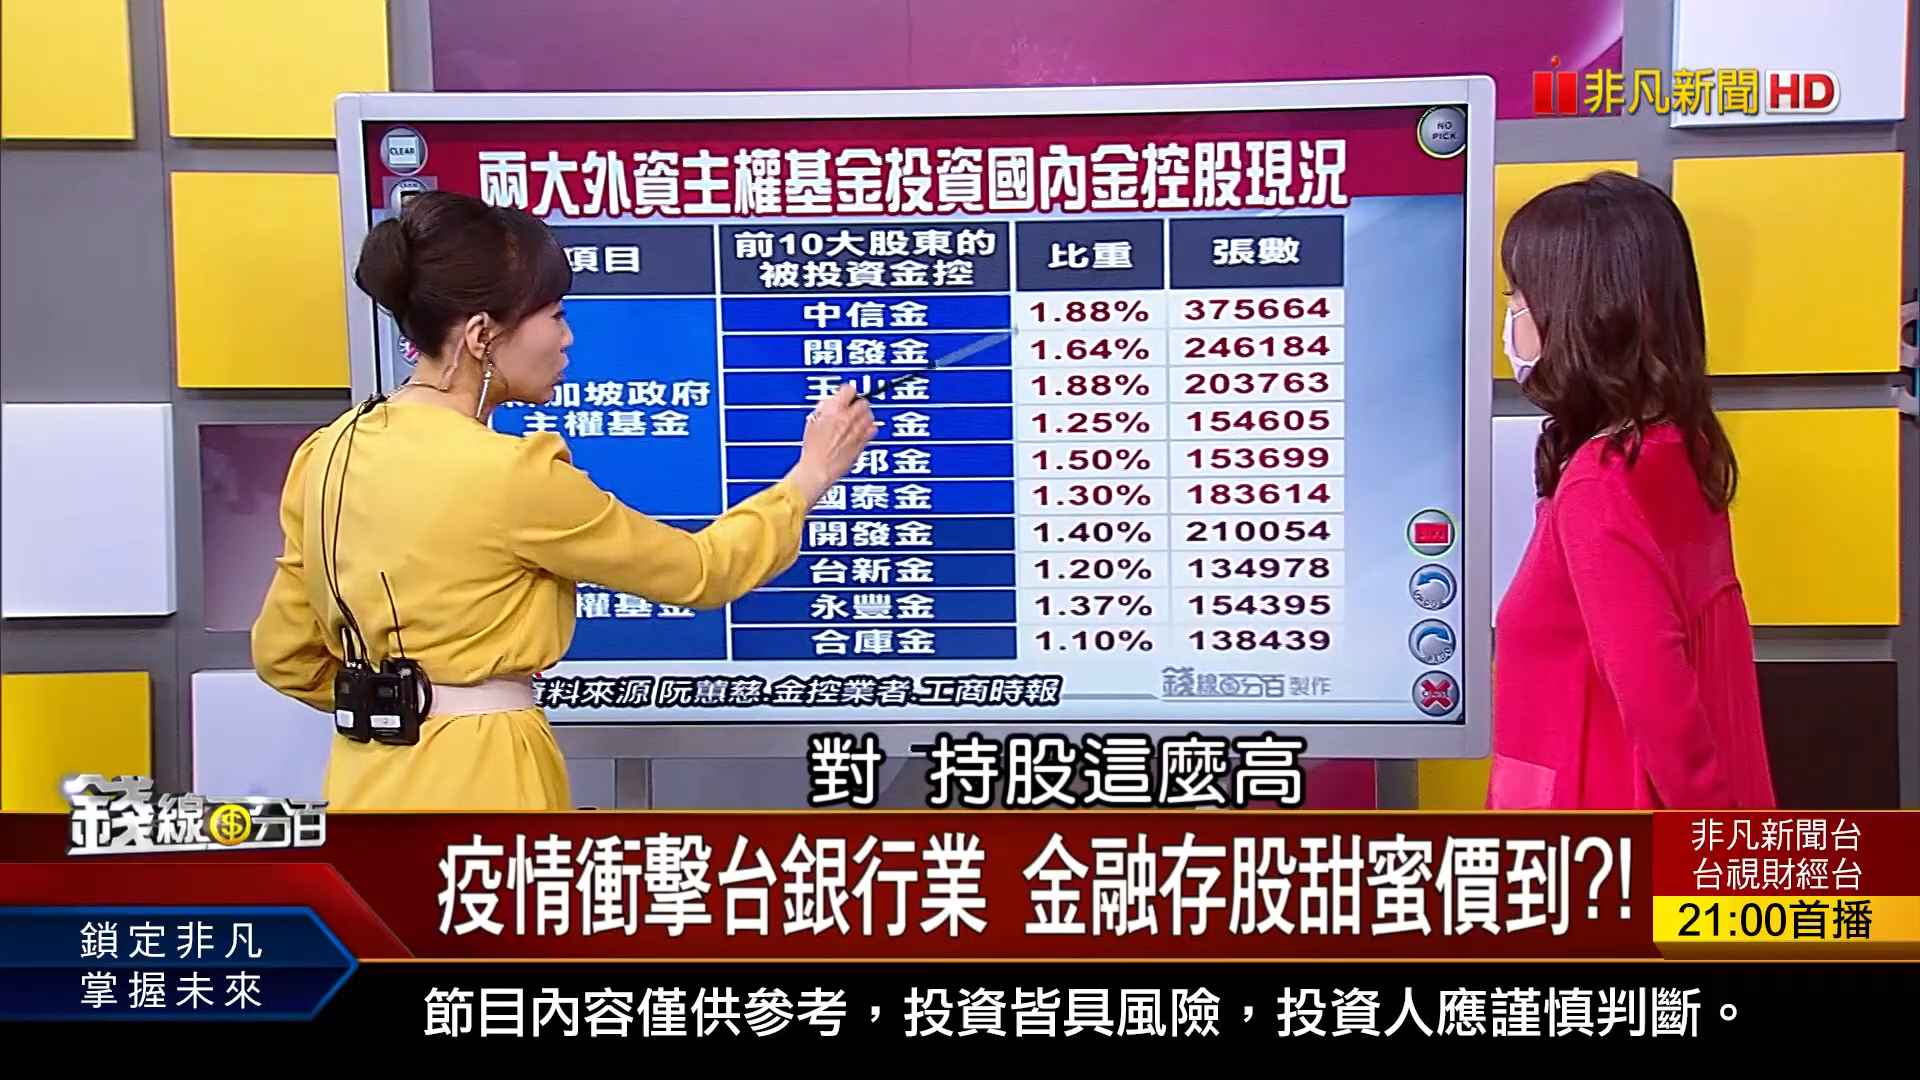 非凡新聞HD
CLEAR
NO PICK
兩大外資主權基金投資國內金控股現況
項目 前10大股東的被投資金控 比重 張數
加坡政府
主權基金
中信金 1.88% 375664
開發金 1.64% 246184
玉山金 1.88% 203763
金 1.25% 154605
邦金 1.50% 153699
國泰金 1.30% 183614
開發金 1.40% 210054
台新金 1.20% 134978
權基金
永豐金 1.37% 154395
合庫金 1.10% 138439
資料來源 阮蕙慈.金控業者.工商時報
錢線百分百 製作
對 持股這麼高
錢線百分百
疫情衝擊台銀行業 金融存股甜蜜價到?!
非凡新聞台
台視財經台
21:00首播
鎖定非凡
掌握未來
節目內容僅供參考，投資皆具風險，投資人應謹慎判斷。